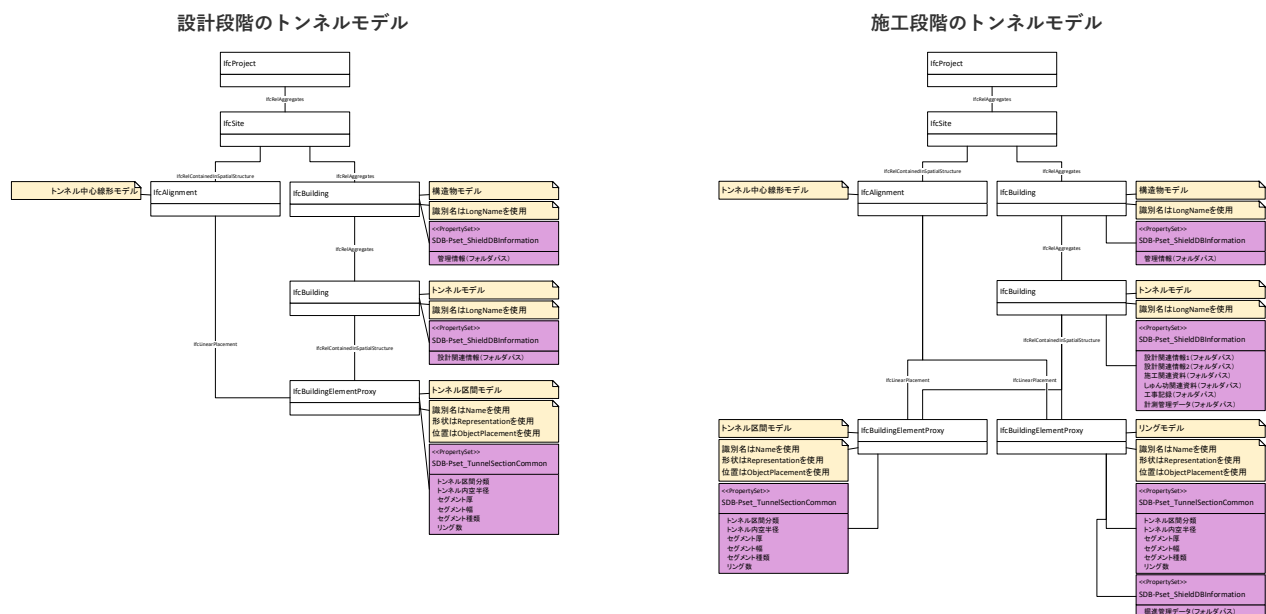 設計段階のトンネルモデル
IfcProject
IfcRelAggregates
IfcSite
IfcRelContainedInSpatialStructure
IfcRelAggregates
トンネル中心線形モデル
IfcAlignment
IfcBuilding
構造物モデル
識別名はLongNameを使用
<<PropertySet>>
SDB-Pset_ShieldDBInformation
管理情報(フォルダパス)
IfcRelAggregates
IfcBuilding
トンネルモデル
識別名はLongNameを使用
<<PropertySet>>
SDB-Pset_ShieldDBInformation
設計関連情報(フォルダパス)
IfcLinearPlacement
IfcRelContainedInSpatialStructure
IfcBuildingElementProxy
トンネル区間モデル
識別名はNameを使用
形状はRepresentationを使用
位置はObjectPlacementを使用
<<PropertySet>>
SDB-Pset_TunnelSectionCommon
トンネル区間分類
トンネル内空半径
セグメント厚
セグメント幅
セグメント種類
リング数
施工段階のトンネルモデル
IfcProject
IfcRelAggregates
IfcSite
IfcRelContainedInSpatialStructure
IfcRelAggregates
トンネル中心線形モデル
IfcAlignment
IfcBuilding
構造物モデル
識別名はLongNameを使用
<<PropertySet>>
SDB-Pset_ShieldDBInformation
管理情報(フォルダパス)
IfcRelAggregates
IfcBuilding
トンネルモデル
識別名はLongNameを使用
<<PropertySet>>
SDB-Pset_ShieldDBInformation
設計関連情報1(フォルダパス)
設計関連情報2(フォルダパス)
施工関連資料(フォルダパス)
しゅん功関連資料(フォルダパス)
工事記録(フォルダパス)
計測管理データ(フォルダパス)
IfcRelContainedInSpatialStructure
IfcLinearPlacement
IfcLinearPlacement
トンネル区間モデル
識別名はNameを使用
形状はRepresentationを使用
位置はObjectPlacementを使用
<<PropertySet>>
SDB-Pset_TunnelSectionCommon
トンネル区間分類
トンネル内空半径
セグメント厚
セグメント幅
セグメント種類
リング数
IfcBuildingElementProxy
IfcBuildingElementProxy
リングモデル
識別名はNameを使用
形状はRepresentationを使用
位置はObjectPlacementを使用
<<PropertySet>>
SDB-Pset_TunnelSectionCommon
トンネル区間分類
トンネル内空半径
セグメント厚
セグメント幅
セグメント種類
リング数
<<PropertySet>>
SDB-Pset_ShieldDBInformation
掘進管理データ(フォルダパス)